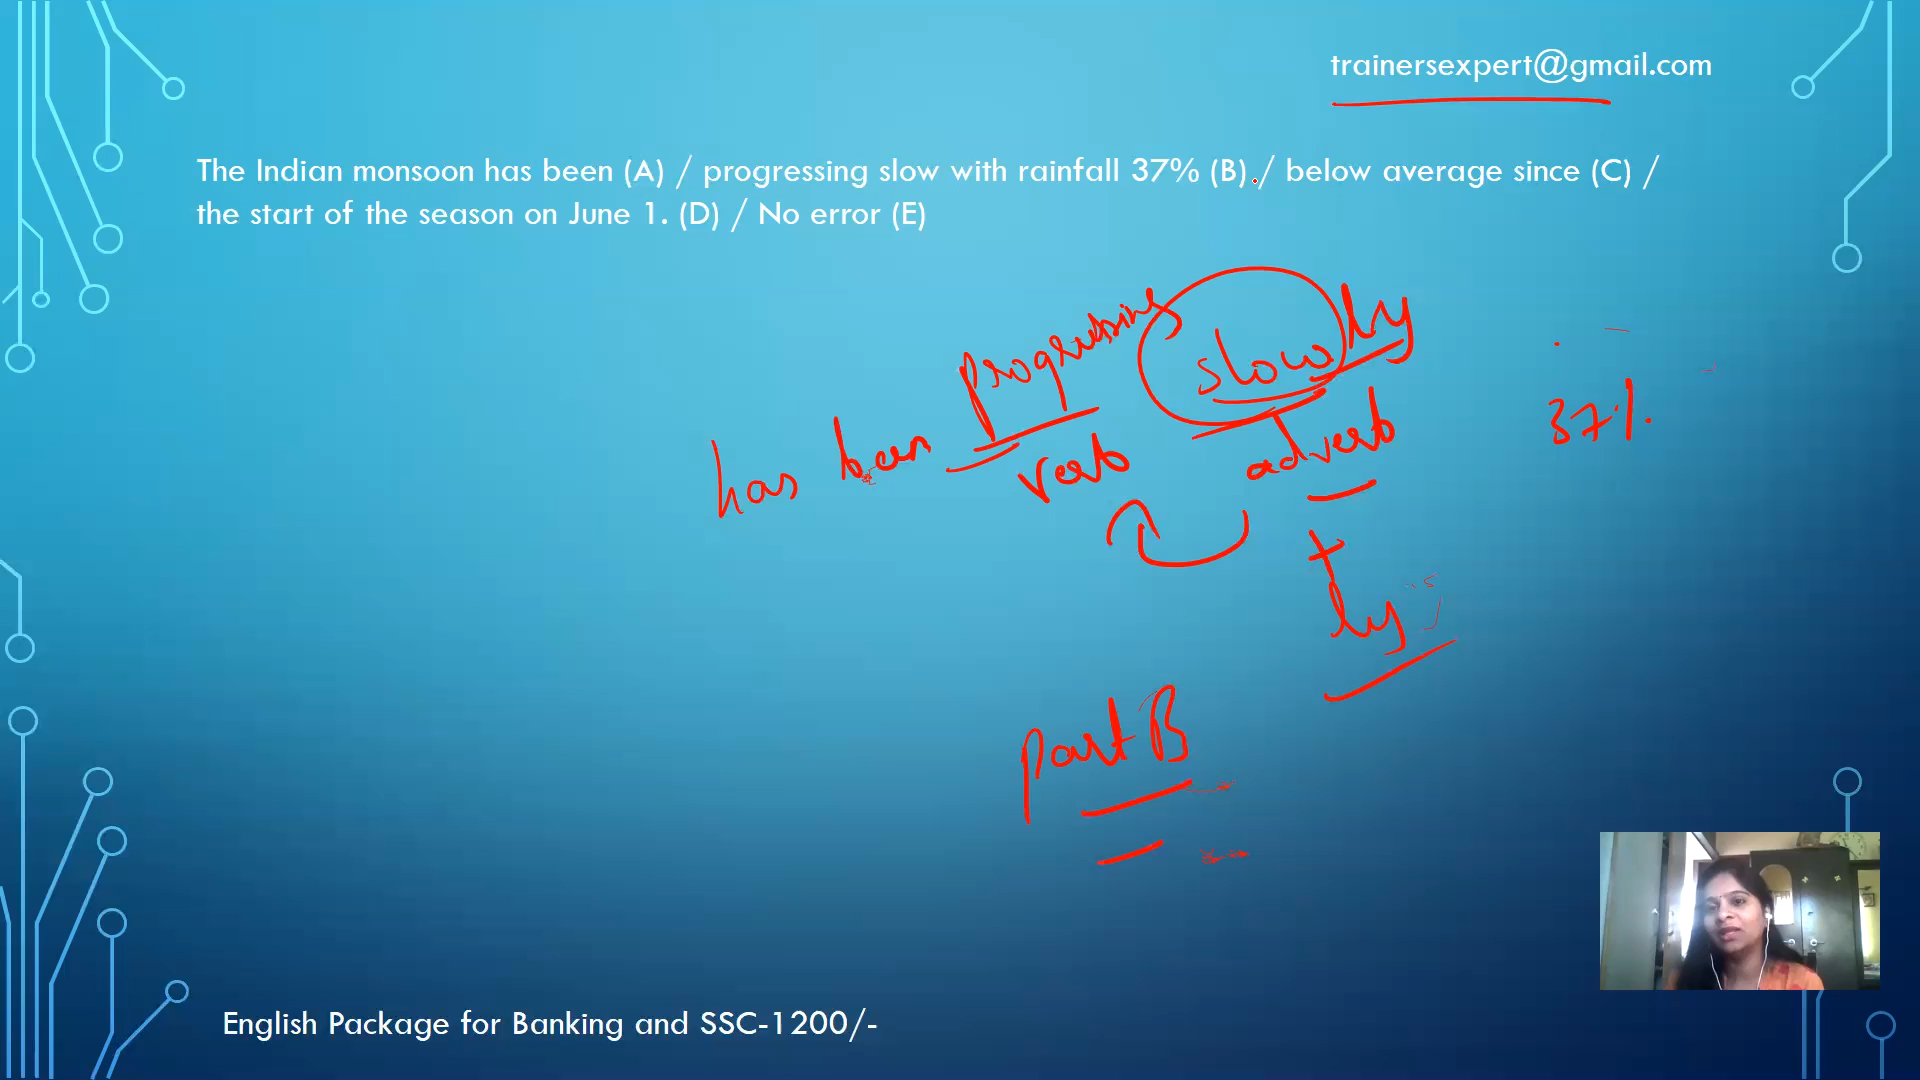 trainersexpert@gmail.com
The Indian monsoon has been (A) / progressing slow with rainfall 37% (B) / below average since (C) /
the start of the season on June 1. (D) / No error (E)
has been progressing slowly
verb adverb
37%
+
ly
part B
English Package for Banking and SSC-1200/-